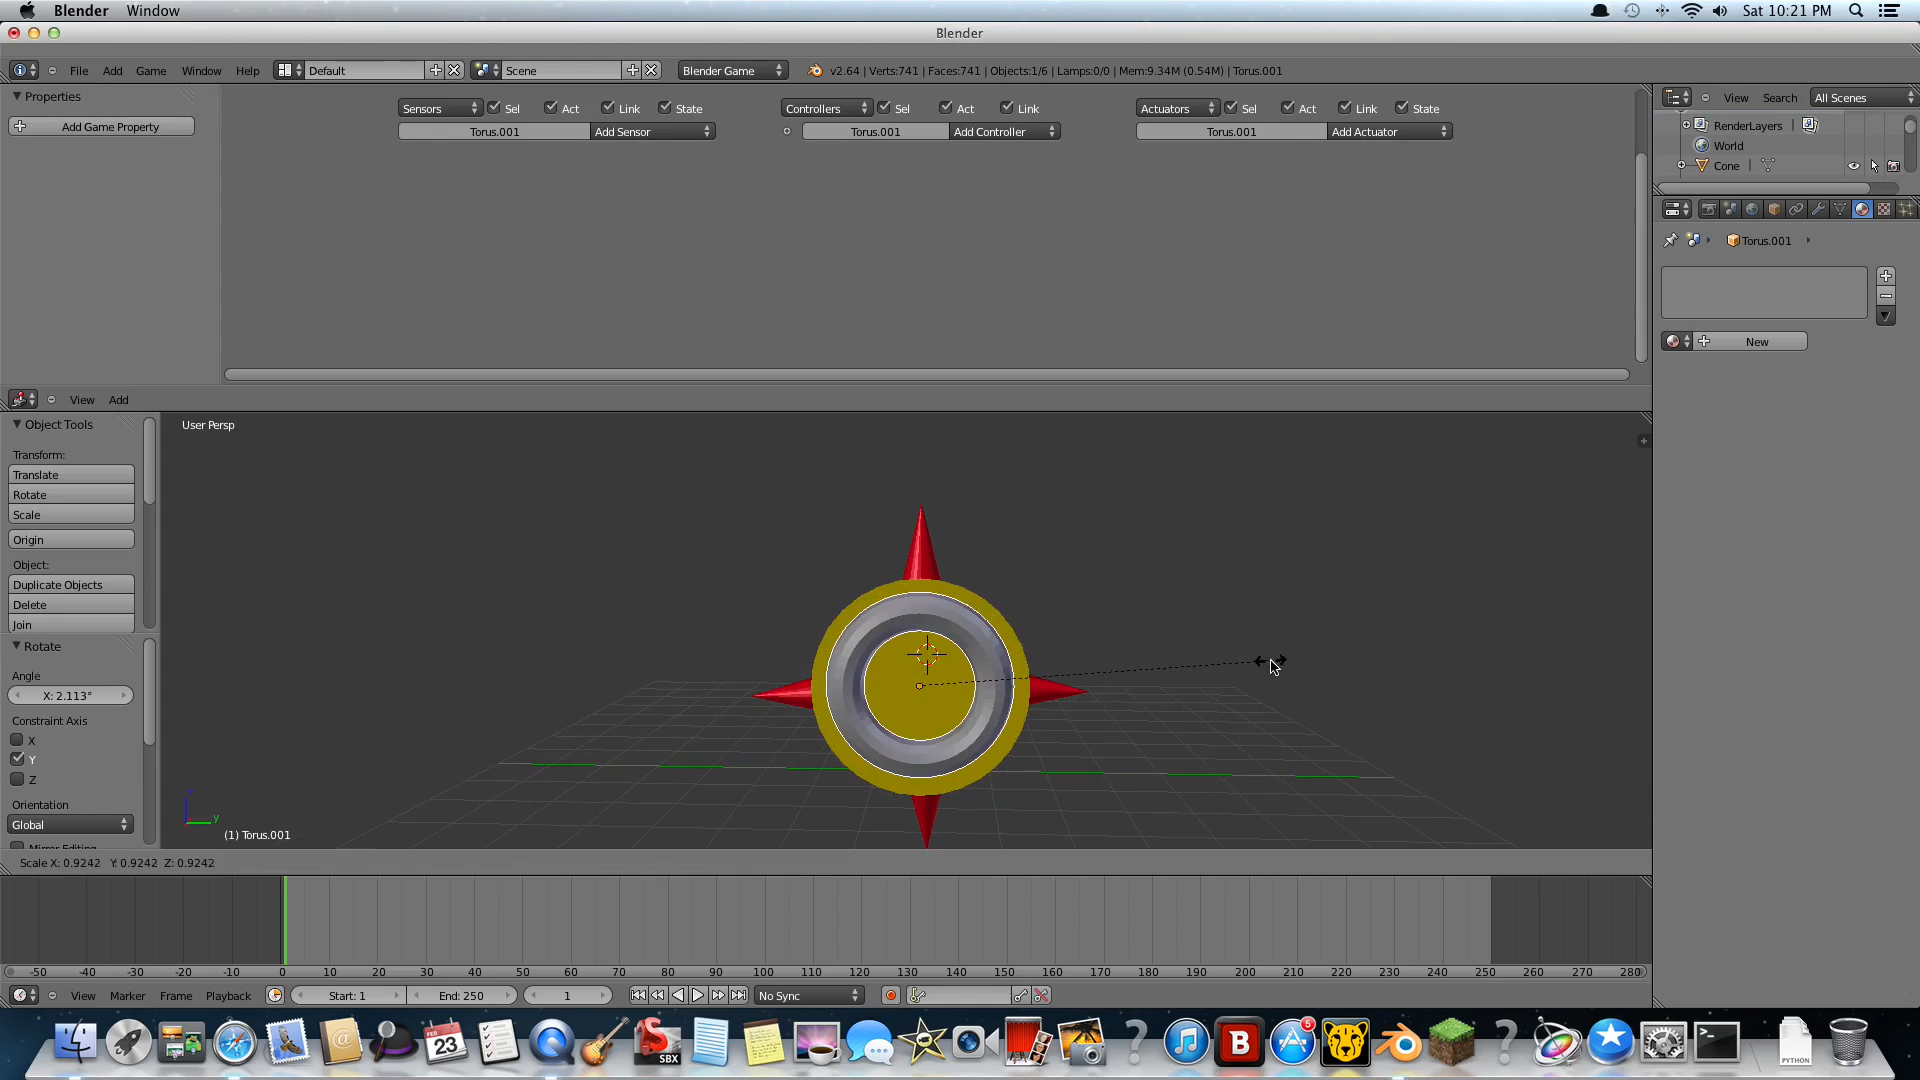 Blender Window Sat 10:21 PM
Blender
File Add Game Window Help Default Scene Blender Game v2.64 | Verts:741 | Faces:741 | Objects:1/6 | Lamps:0/0 | Mem:9.34M (0.54M) | Torus.001
Properties
Add Game Property
Sensors Sel Act Link State Controllers Sel Act Link Actuators Sel Act Link State
Torus.001 Add Sensor Torus.001 Add Controller Torus.001 Add Actuator
View Search All Scenes
RenderLayers
World
Cone
Torus.001
New
View Add
Object Tools
Transform:
Translate
Rotate
Scale
Origin
Object:
Duplicate Objects
Delete
Join
Rotate
Angle
X: 2.113°
Constraint Axis
X
Y
Z
Orientation
Global
User Persp
y
(1) Torus.001
Scale X: 0.9242 Y: 0.9242 Z: 0.9242
-50 -40 -30 -20 -10 0 10 20 30 40 50 60 70 80 90 100 110 120 130 140 150 160 170 180 190 200 210 220 230 240 250 260 270 280
View Marker Frame Playback Start: 1 End: 250 1 No Sync
FEB
23
SBX
B
5
PYTHON